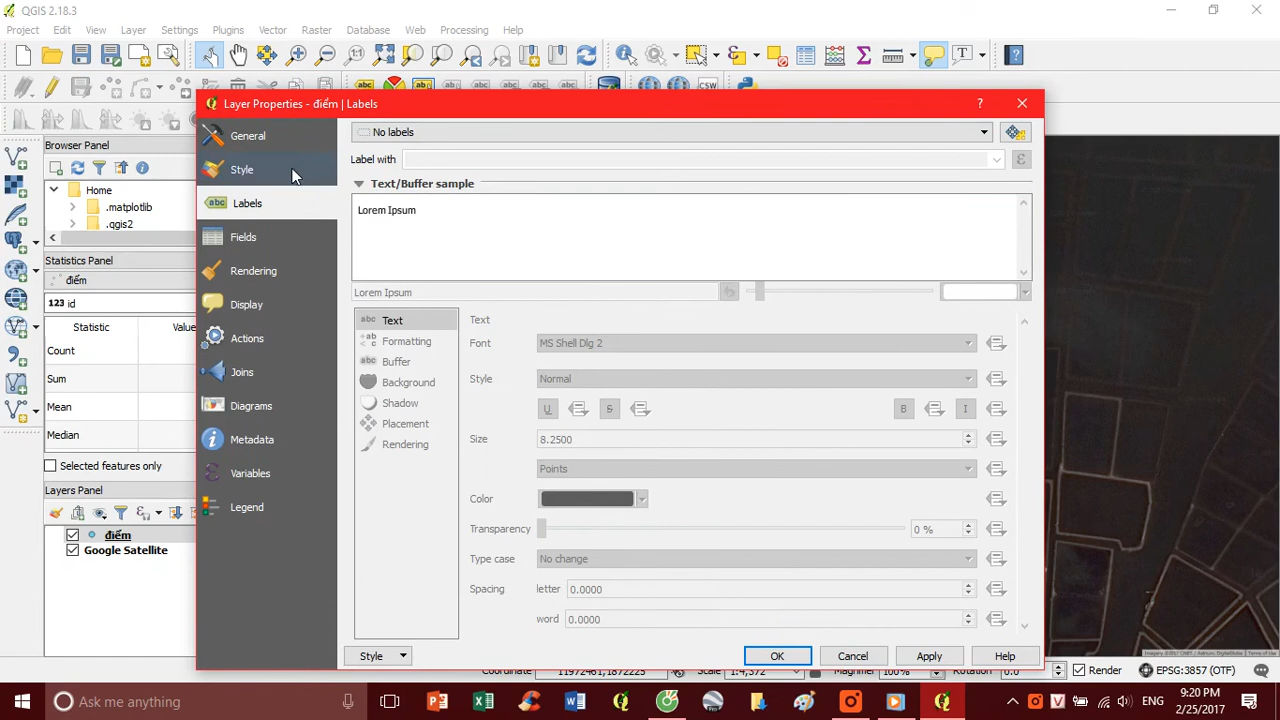 QGIS 2.18.3
Project Edit View Layer Settings Plugins Vector Raster Database Web Processing Help
Layer Properties - điểm | Labels
General
Style
Labels
Fields
Rendering
Display
Actions
Joins
Diagrams
Metadata
Variables
Legend
No labels
Label with
Text/Buffer sample
Lorem Ipsum
Lorem Ipsum
Text
Formatting
Buffer
Background
Shadow
Placement
Rendering
Text
Font MS Shell Dlg 2
Style Normal
U S B I
Size 8.2500
Points
Color
Transparency 0 %
Type case No change
Spacing letter 0.0000
word 0.0000
Style OK Cancel Apply Help
Browser Panel
Home
.matplotlib
.qgis2
Statistics Panel
điểm
123 id
Statistic Value
Count
Sum
Mean
Median
Selected features only
Layers Panel
điểm
Google Satellite
Render EPSG:3857 (OTF)
Ask me anything
ENG
9:20 PM
2/25/2017